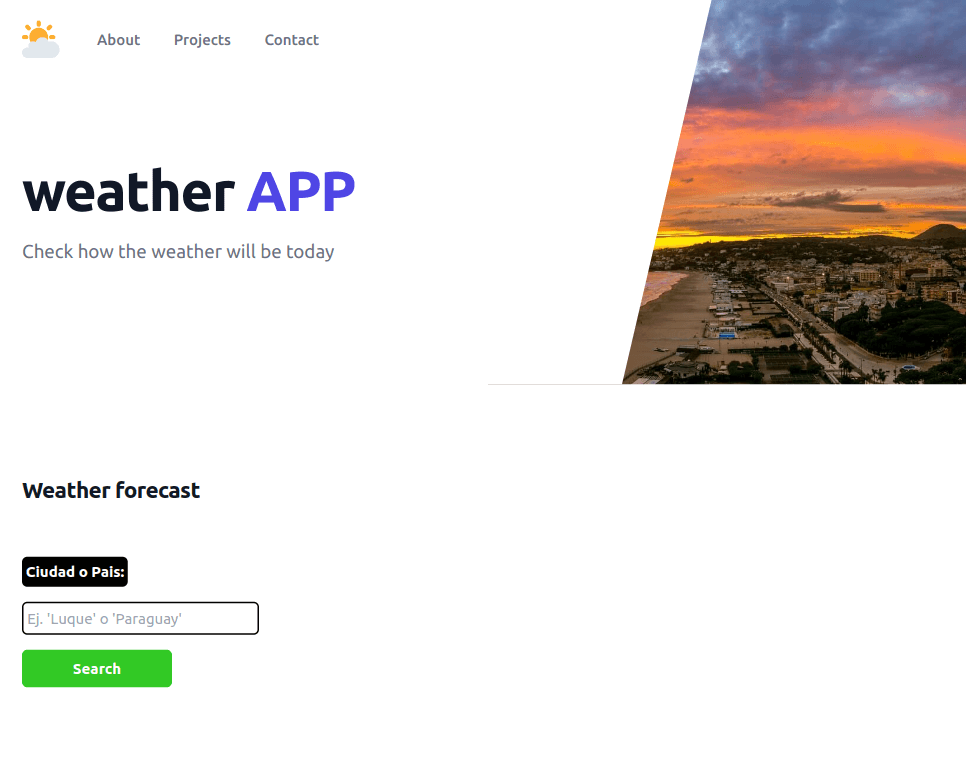 About Projects Contact
weather APP
Check how the weather will be today
Weather forecast
Ciudad o Pais:
Ej. 'Luque' o 'Paraguay'
Search